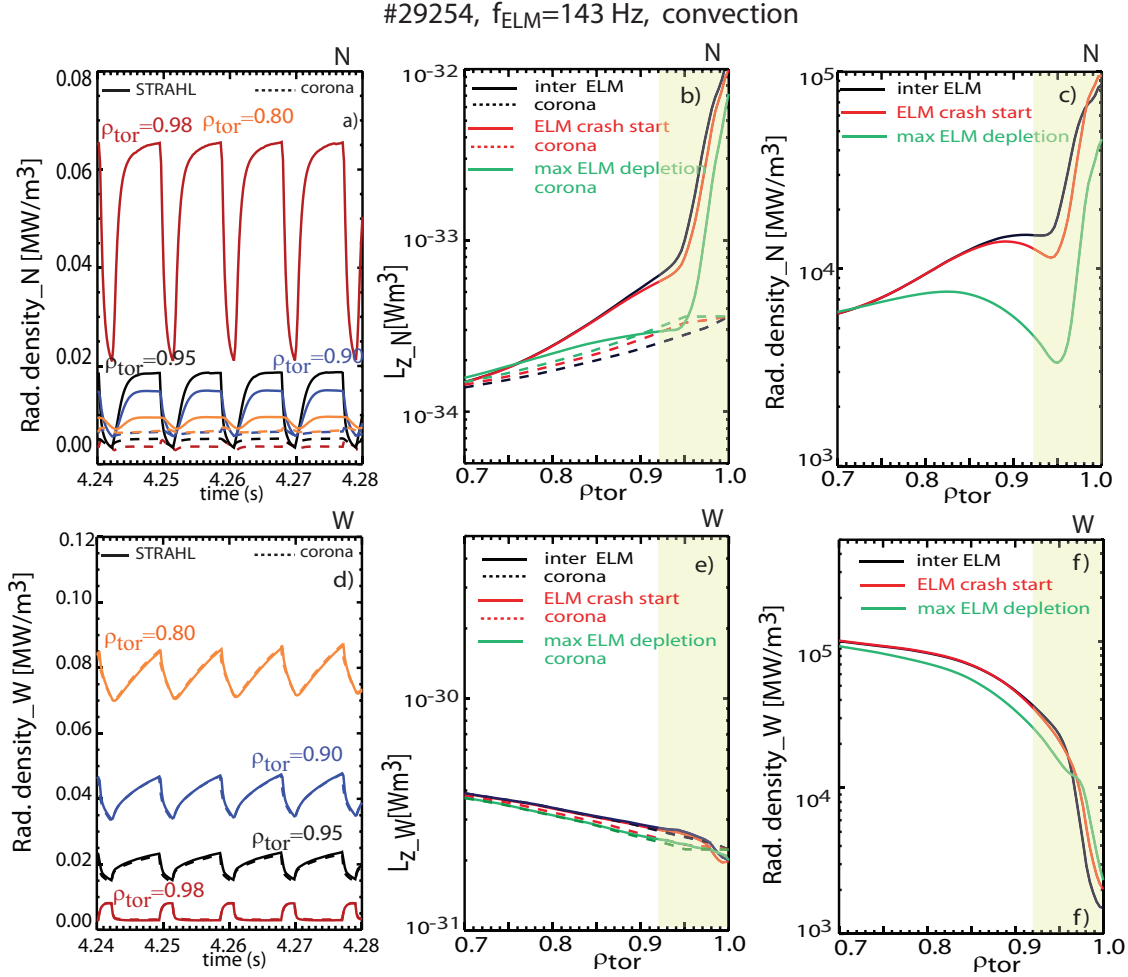 #29254, fELM=143 Hz, convection
N
STRAHL
corona
a)
ρtor=0.98
ρtor=0.80
ρtor=0.95
ρtor=0.90
Rad. density_N [MW/m3)
0.08
0.06
0.04
0.02
0.00
4.24
4.25
4.26
4.27
4.28
time (s)
N
b)
inter ELM
corona
ELM crash start
corona
max ELM depletion
corona
Lz_N[Wm3)
10-32
10-33
10-34
0.7
0.8
0.9
1.0
ρtor
N
c)
inter ELM
ELM crash start
max ELM depletion
Rad. density_N [MW/m3)
105
104
103
0.7
0.8
0.9
1.0
ρtor
W
STRAHL
corona
d)
ρtor=0.80
ρtor=0.90
ρtor=0.95
ρtor=0.98
Rad. density_W [MW/m3)
0.12
0.10
0.08
0.06
0.04
0.02
0.00
4.24
4.25
4.26
4.27
4.28
time (s)
W
e)
inter ELM
corona
ELM crash start
corona
max ELM depletion
corona
Lz_W[Wm3)
10-30
10-31
0.7
0.8
0.9
1.0
ρtor
W
f)
inter ELM
ELM crash start
max ELM depletion
Rad. density_W [MW/m3)
105
104
103
f)
0.7
0.8
0.9
1.0
ρtor